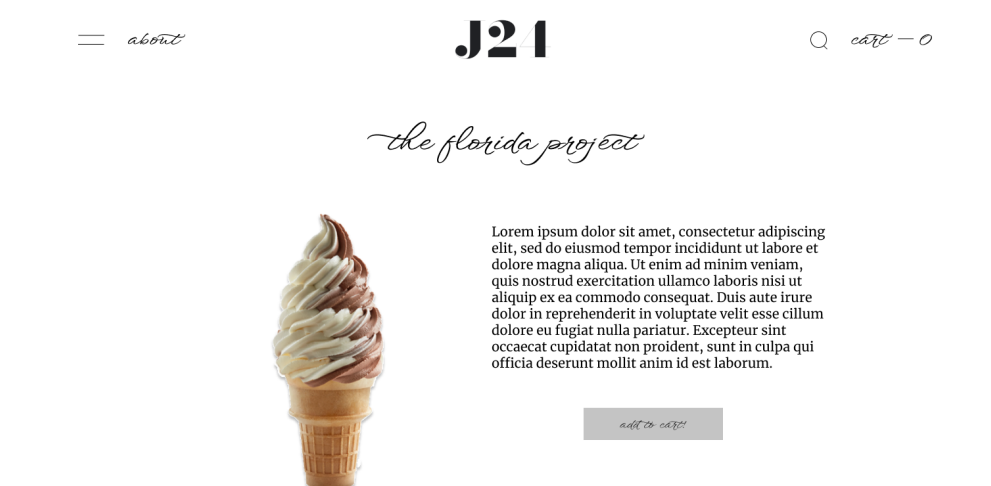 about
J24
cart — 0
the florida project
Lorem ipsum dolor sit amet, consectetur adipiscing
elit, sed do eiusmod tempor incididunt ut labore et
dolore magna aliqua. Ut enim ad minim veniam,
quis nostrud exercitation ullamco laboris nisi ut
aliquip ex ea commodo consequat. Duis aute irure
dolor in reprehenderit in voluptate velit esse cillum
dolore eu fugiat nulla pariatur. Excepteur sint
occaecat cupidatat non proident, sunt in culpa qui
officia deserunt mollit anim id est laborum.
add to cart!